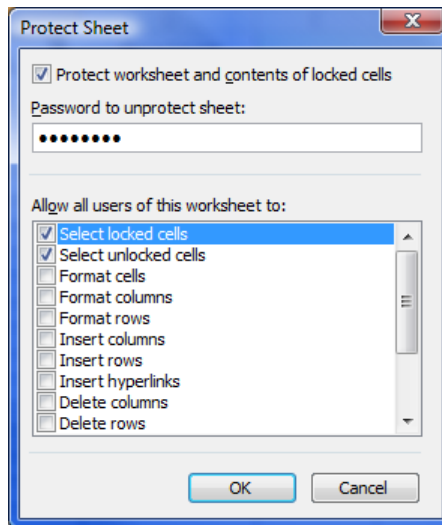 Protect Sheet
Protect worksheet and contents of locked cells
Password to unprotect sheet:
••••••••
Allow all users of this worksheet to:
Select locked cells
Select unlocked cells
Format cells
Format columns
Format rows
Insert columns
Insert rows
Insert hyperlinks
Delete columns
Delete rows
OK
Cancel